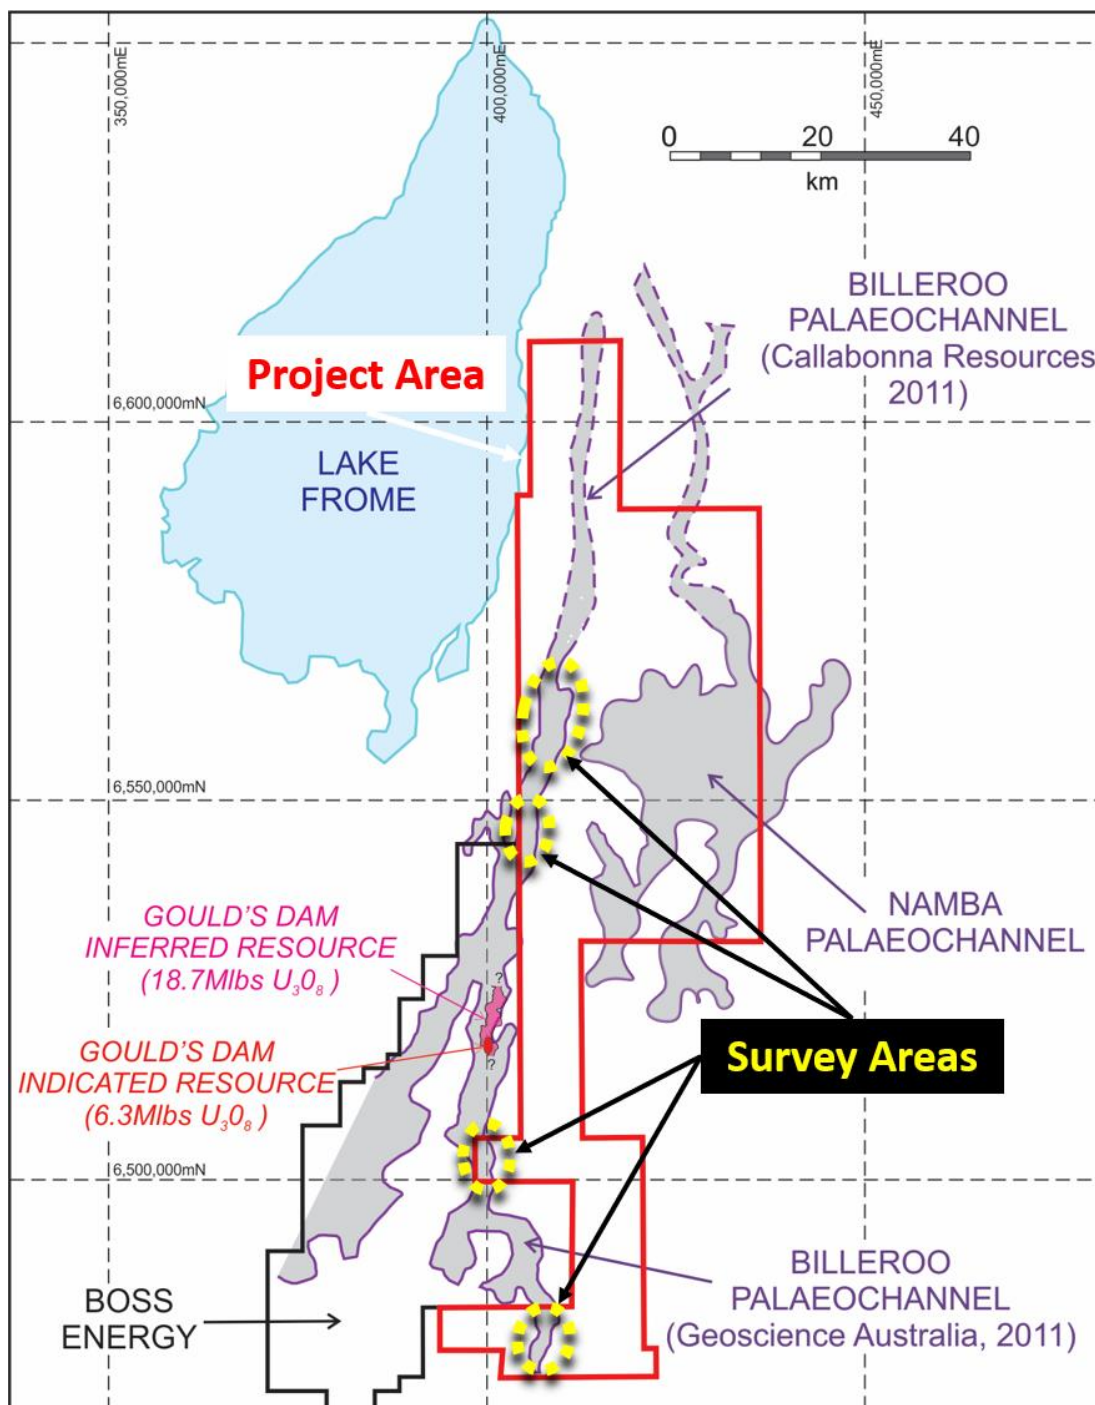 350,000mE
400,000mE
450,000mE
0 20 40
km
BILLEROO
PALAEOCHANNEL
(Callabonna Resources
2011)
Project Area
6,600,000mN
LAKE
FROME
6,550,000mN
GOULD'S DAM
INFERRED RESOURCE
(18.7Mlbs U₃0₈ )
NAMBA
PALAEOCHANNEL
?
GOULD'S DAM
INDICATED RESOURCE
(6.3Mlbs U₃0₈ )
?
Survey Areas
6,500,000mN
BOSS
ENERGY
BILLEROO
PALAEOCHANNEL
(Geoscience Australia, 2011)